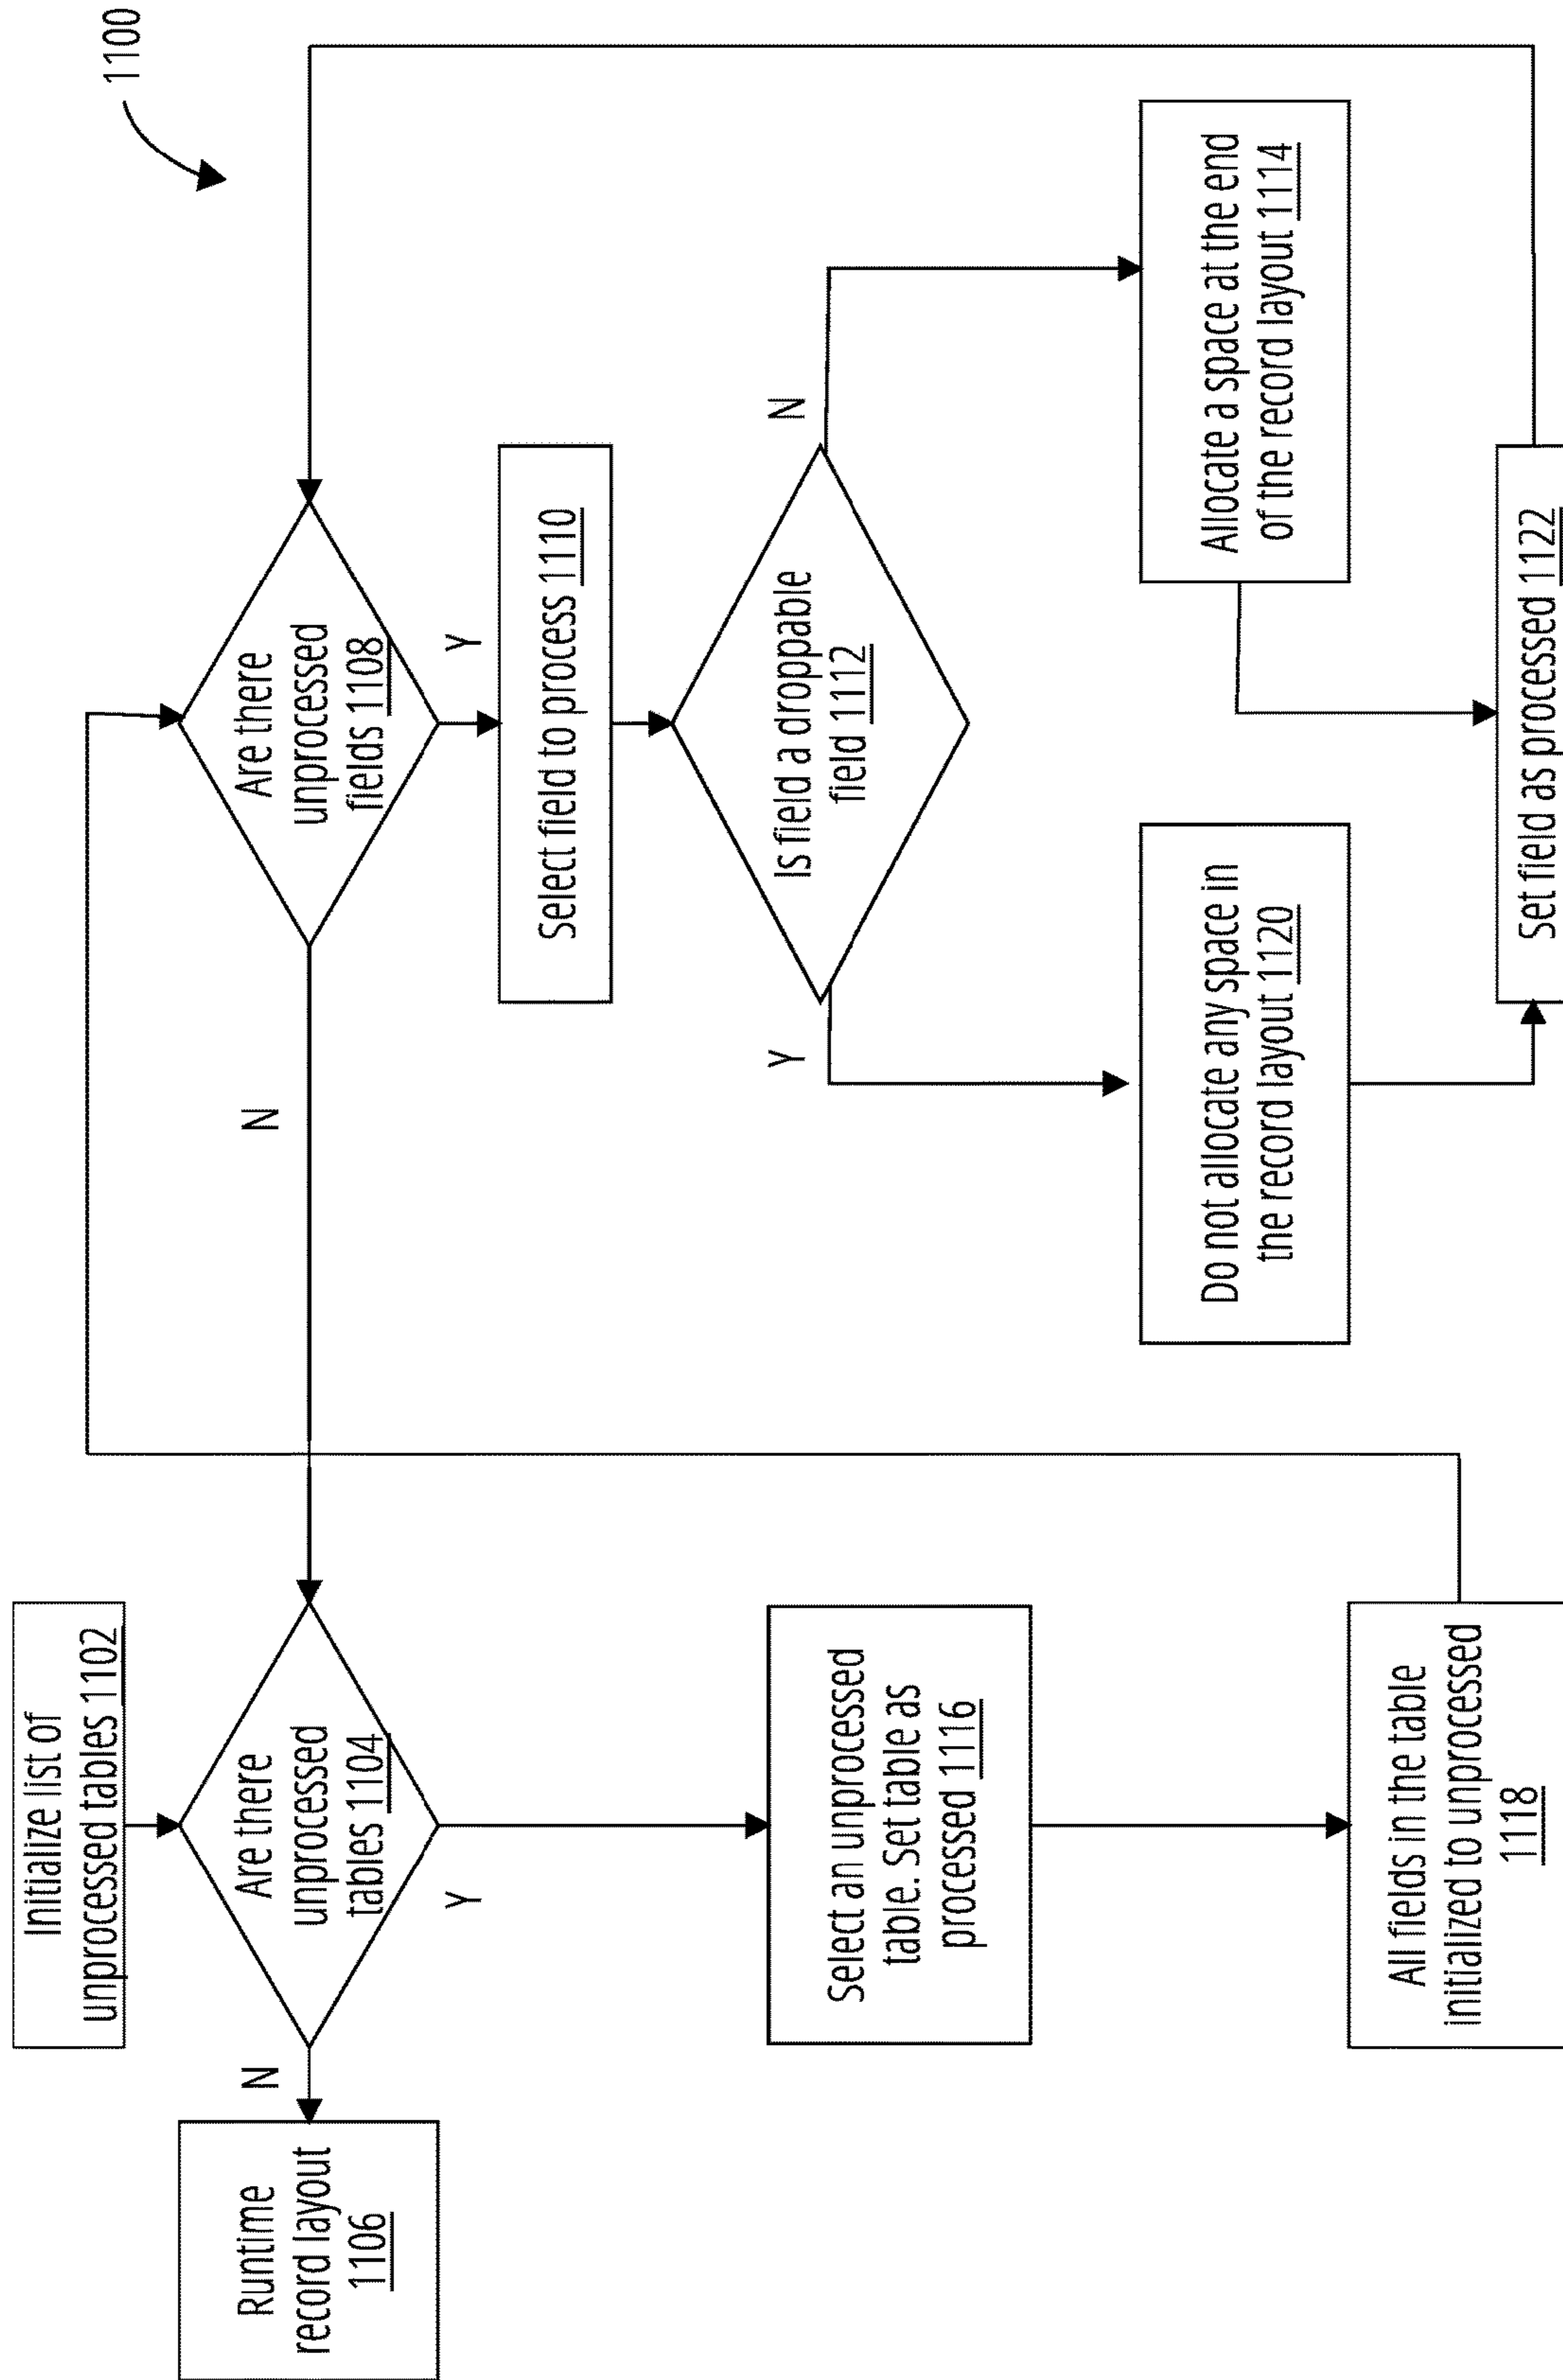 1100
Initialize list of
unprocessed tables 1102
Are there
unprocessed
tables 1104
N
Y
Runtime
record layout
1106
Select an unprocessed
table. Set table as
processed 1116
All fields in the table
initialized to unprocessed
1118
Are there
unprocessed
fields 1108
N
Y
Select field to process 1110
Is field a droppable
field 1112
Y
N
Do not allocate any space in
the record layout 1120
Allocate a space at the end
of the record layout 1114
Set field as processed 1122